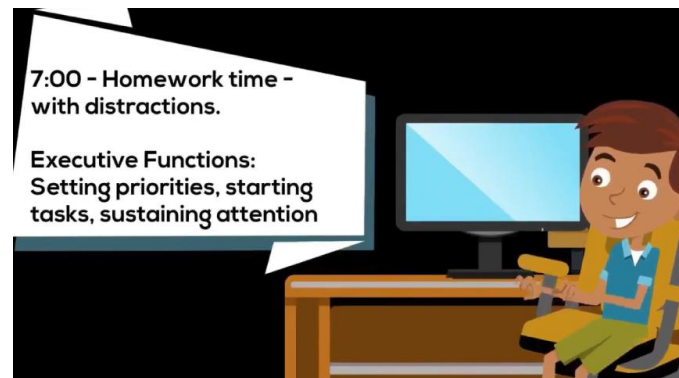 7:00 - Homework time -
with distractions.
Executive Functions:
Setting priorities, starting
tasks, sustaining attention